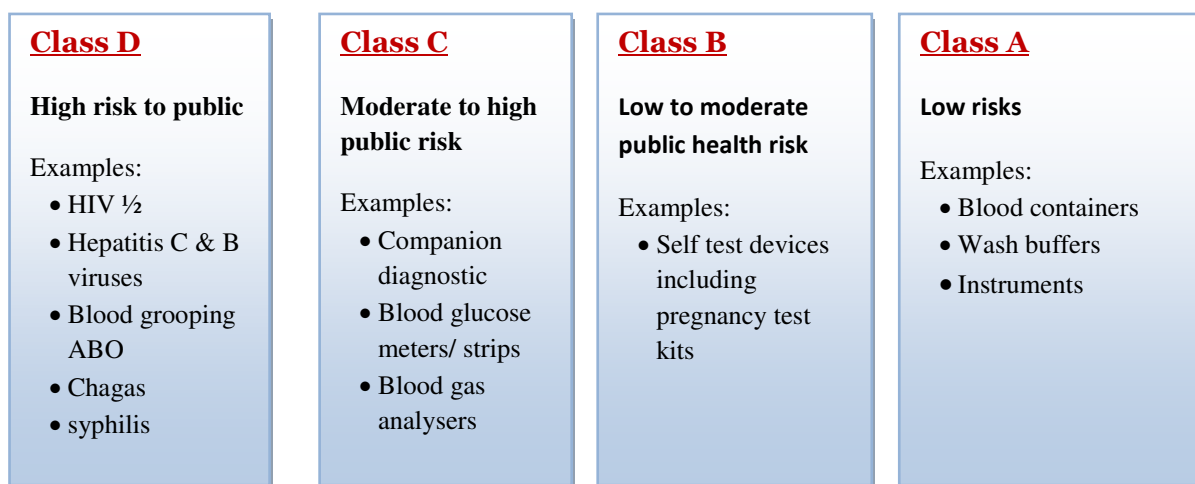 Class D
High risk to public
Examples:
• HIV ½
• Hepatitis C & B
viruses
• Blood grooping
ABO
• Chagas
• syphilis
Class C
Moderate to high
public risk
Examples:
• Companion
diagnostic
• Blood glucose
meters/ strips
• Blood gas
analysers
Class B
Low to moderate
public health risk
Examples:
• Self test devices
including
pregnancy test
kits
Class A
Low risks
Examples:
• Blood containers
• Wash buffers
• Instruments